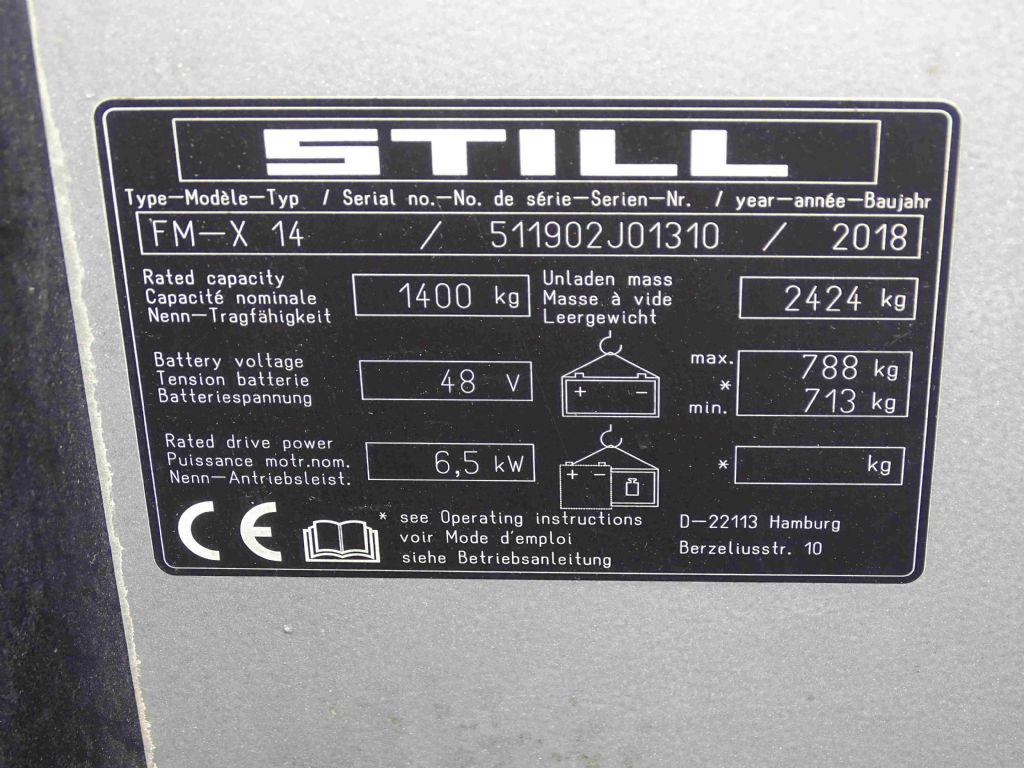 STILL
Type–Modèle–Typ / Serial no.–No. de série–Serien–Nr. / year–année–Baujahr
FM–X 14 / 511902J01310 / 2018
Rated capacity
Capacité nominale
Nenn–Tragfähigkeit
1400 kg
Unladen mass
Masse à vide
Leergewicht
2424 kg
Battery voltage
Tension batterie
Batteriespannung
48 V
+ –
max. 788 kg
*
min. 713 kg
Rated drive power
Puissance motr.nom.
Nenn–Antriebsleist.
6,5 kW
+ –
* kg
CE
* see Operating instructions
voir Mode d'emploi
siehe Betriebsanleitung
D–22113 Hamburg
Berzeliusstr. 10